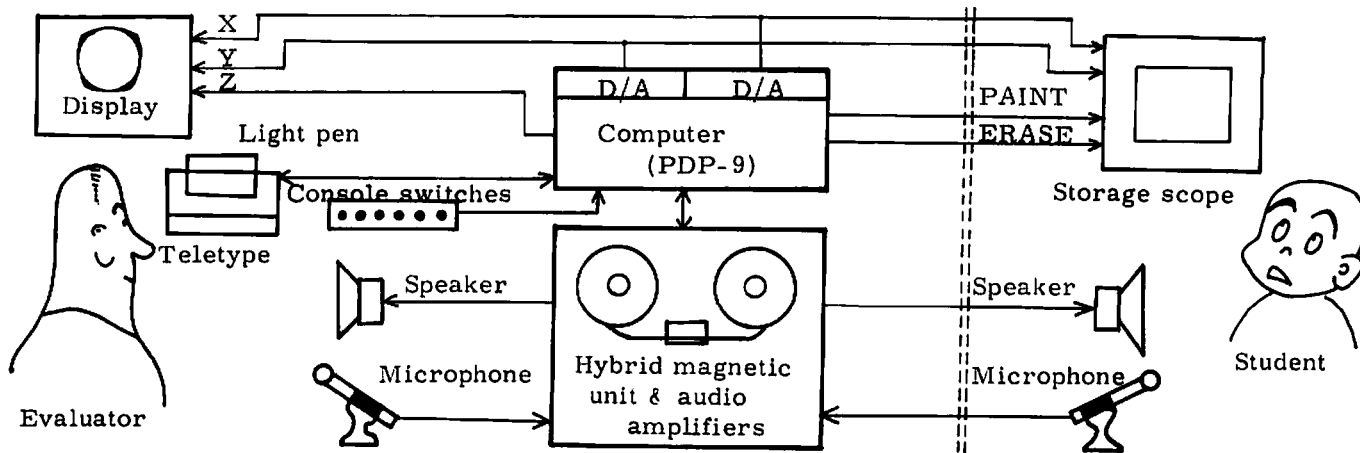 X
Y
Z
Display
D/A D/A
Computer
(PDP-9)
PAINT
ERASE
Storage scope
Light pen
Console switches
Teletype
Speaker
Speaker
Hybrid magnetic
unit & audio
amplifiers
Microphone
Microphone
Evaluator
Student